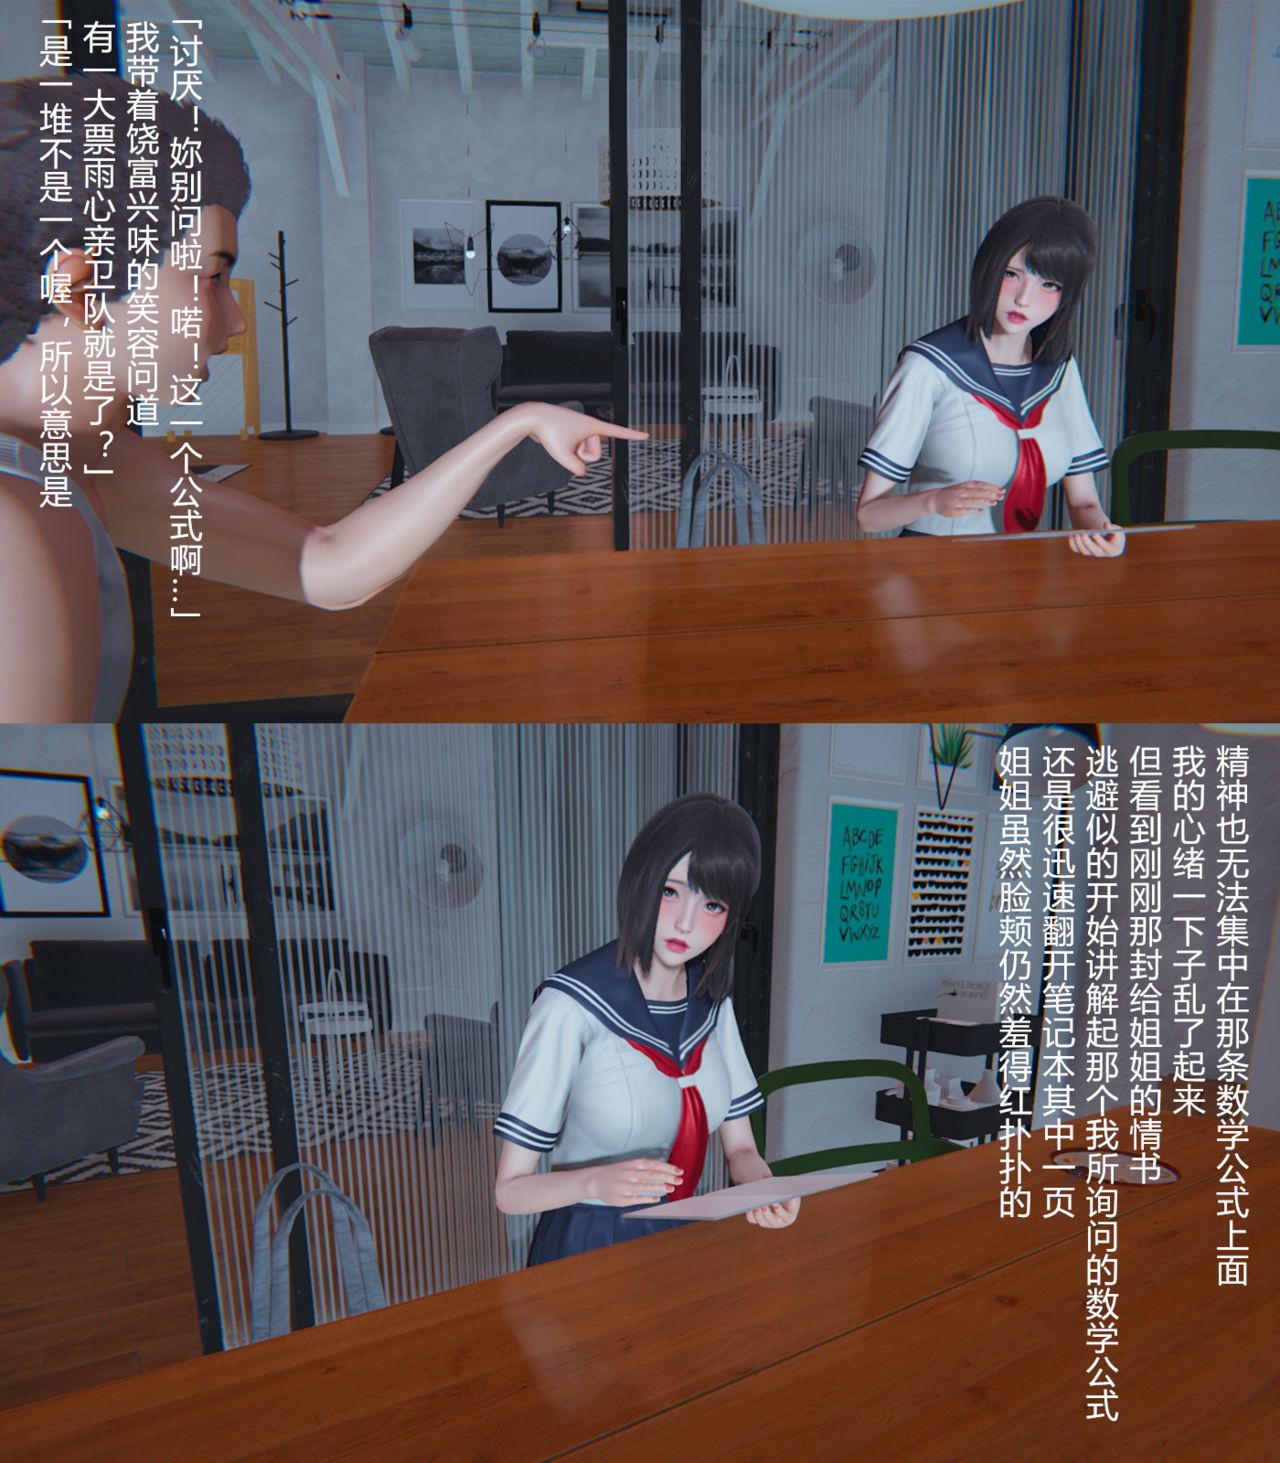 「是一堆不是一个喔，所以意思是
有一大票雨心亲卫队就是了？」
我带着饶富兴味的笑容问道
「讨厌！妳别问啦！喏！这一个公式啊…」
姐姐虽然脸颊仍然羞得红扑扑的
还是很迅速翻开笔记本其中一页
逃避似的开始讲解起那个我所询问的数学公式
但看到刚刚那封给姐姐的情书
我的心绪一下子乱了起来
精神也无法集中在那条数学公式上面
ABCDE
FGHiJK
LMNOP
QRSTU
VWXYZ